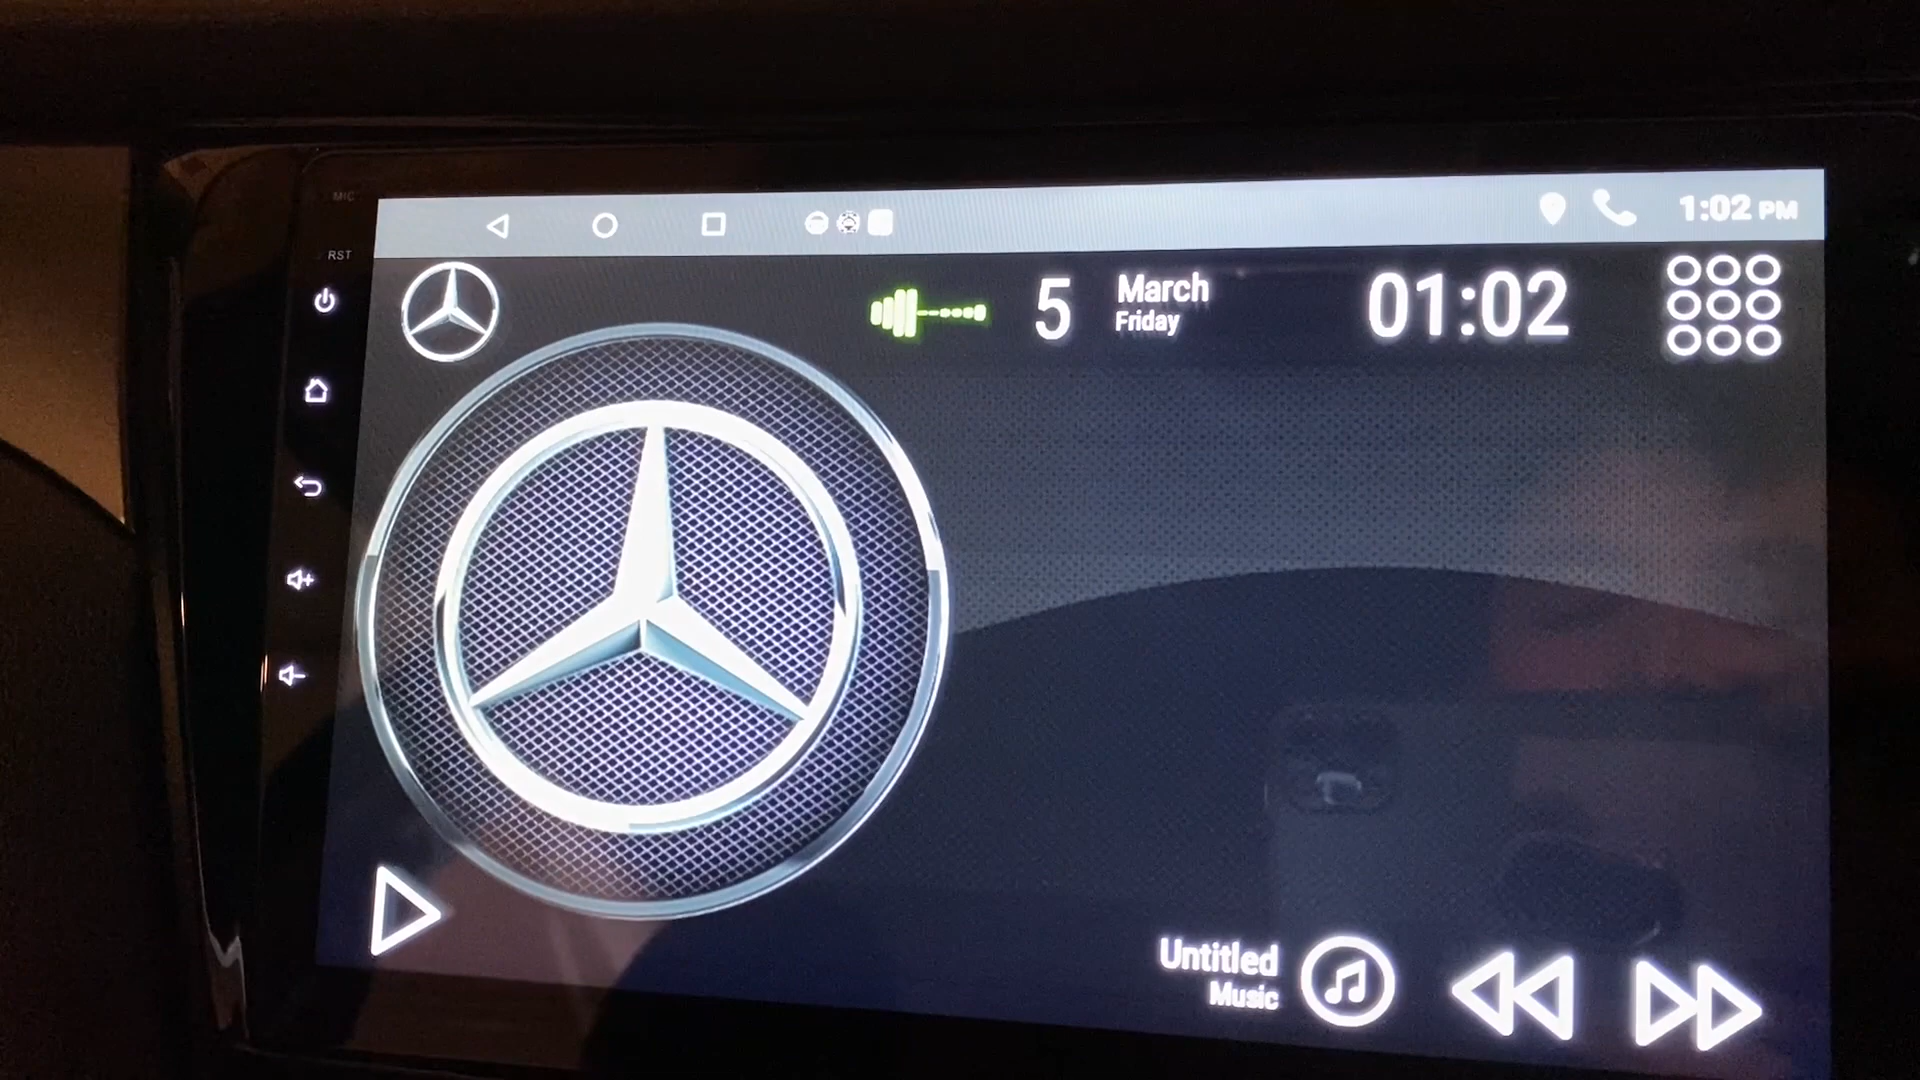 MIC
RST
1:02 PM
5
March
Friday
01:02
Untitled
Music